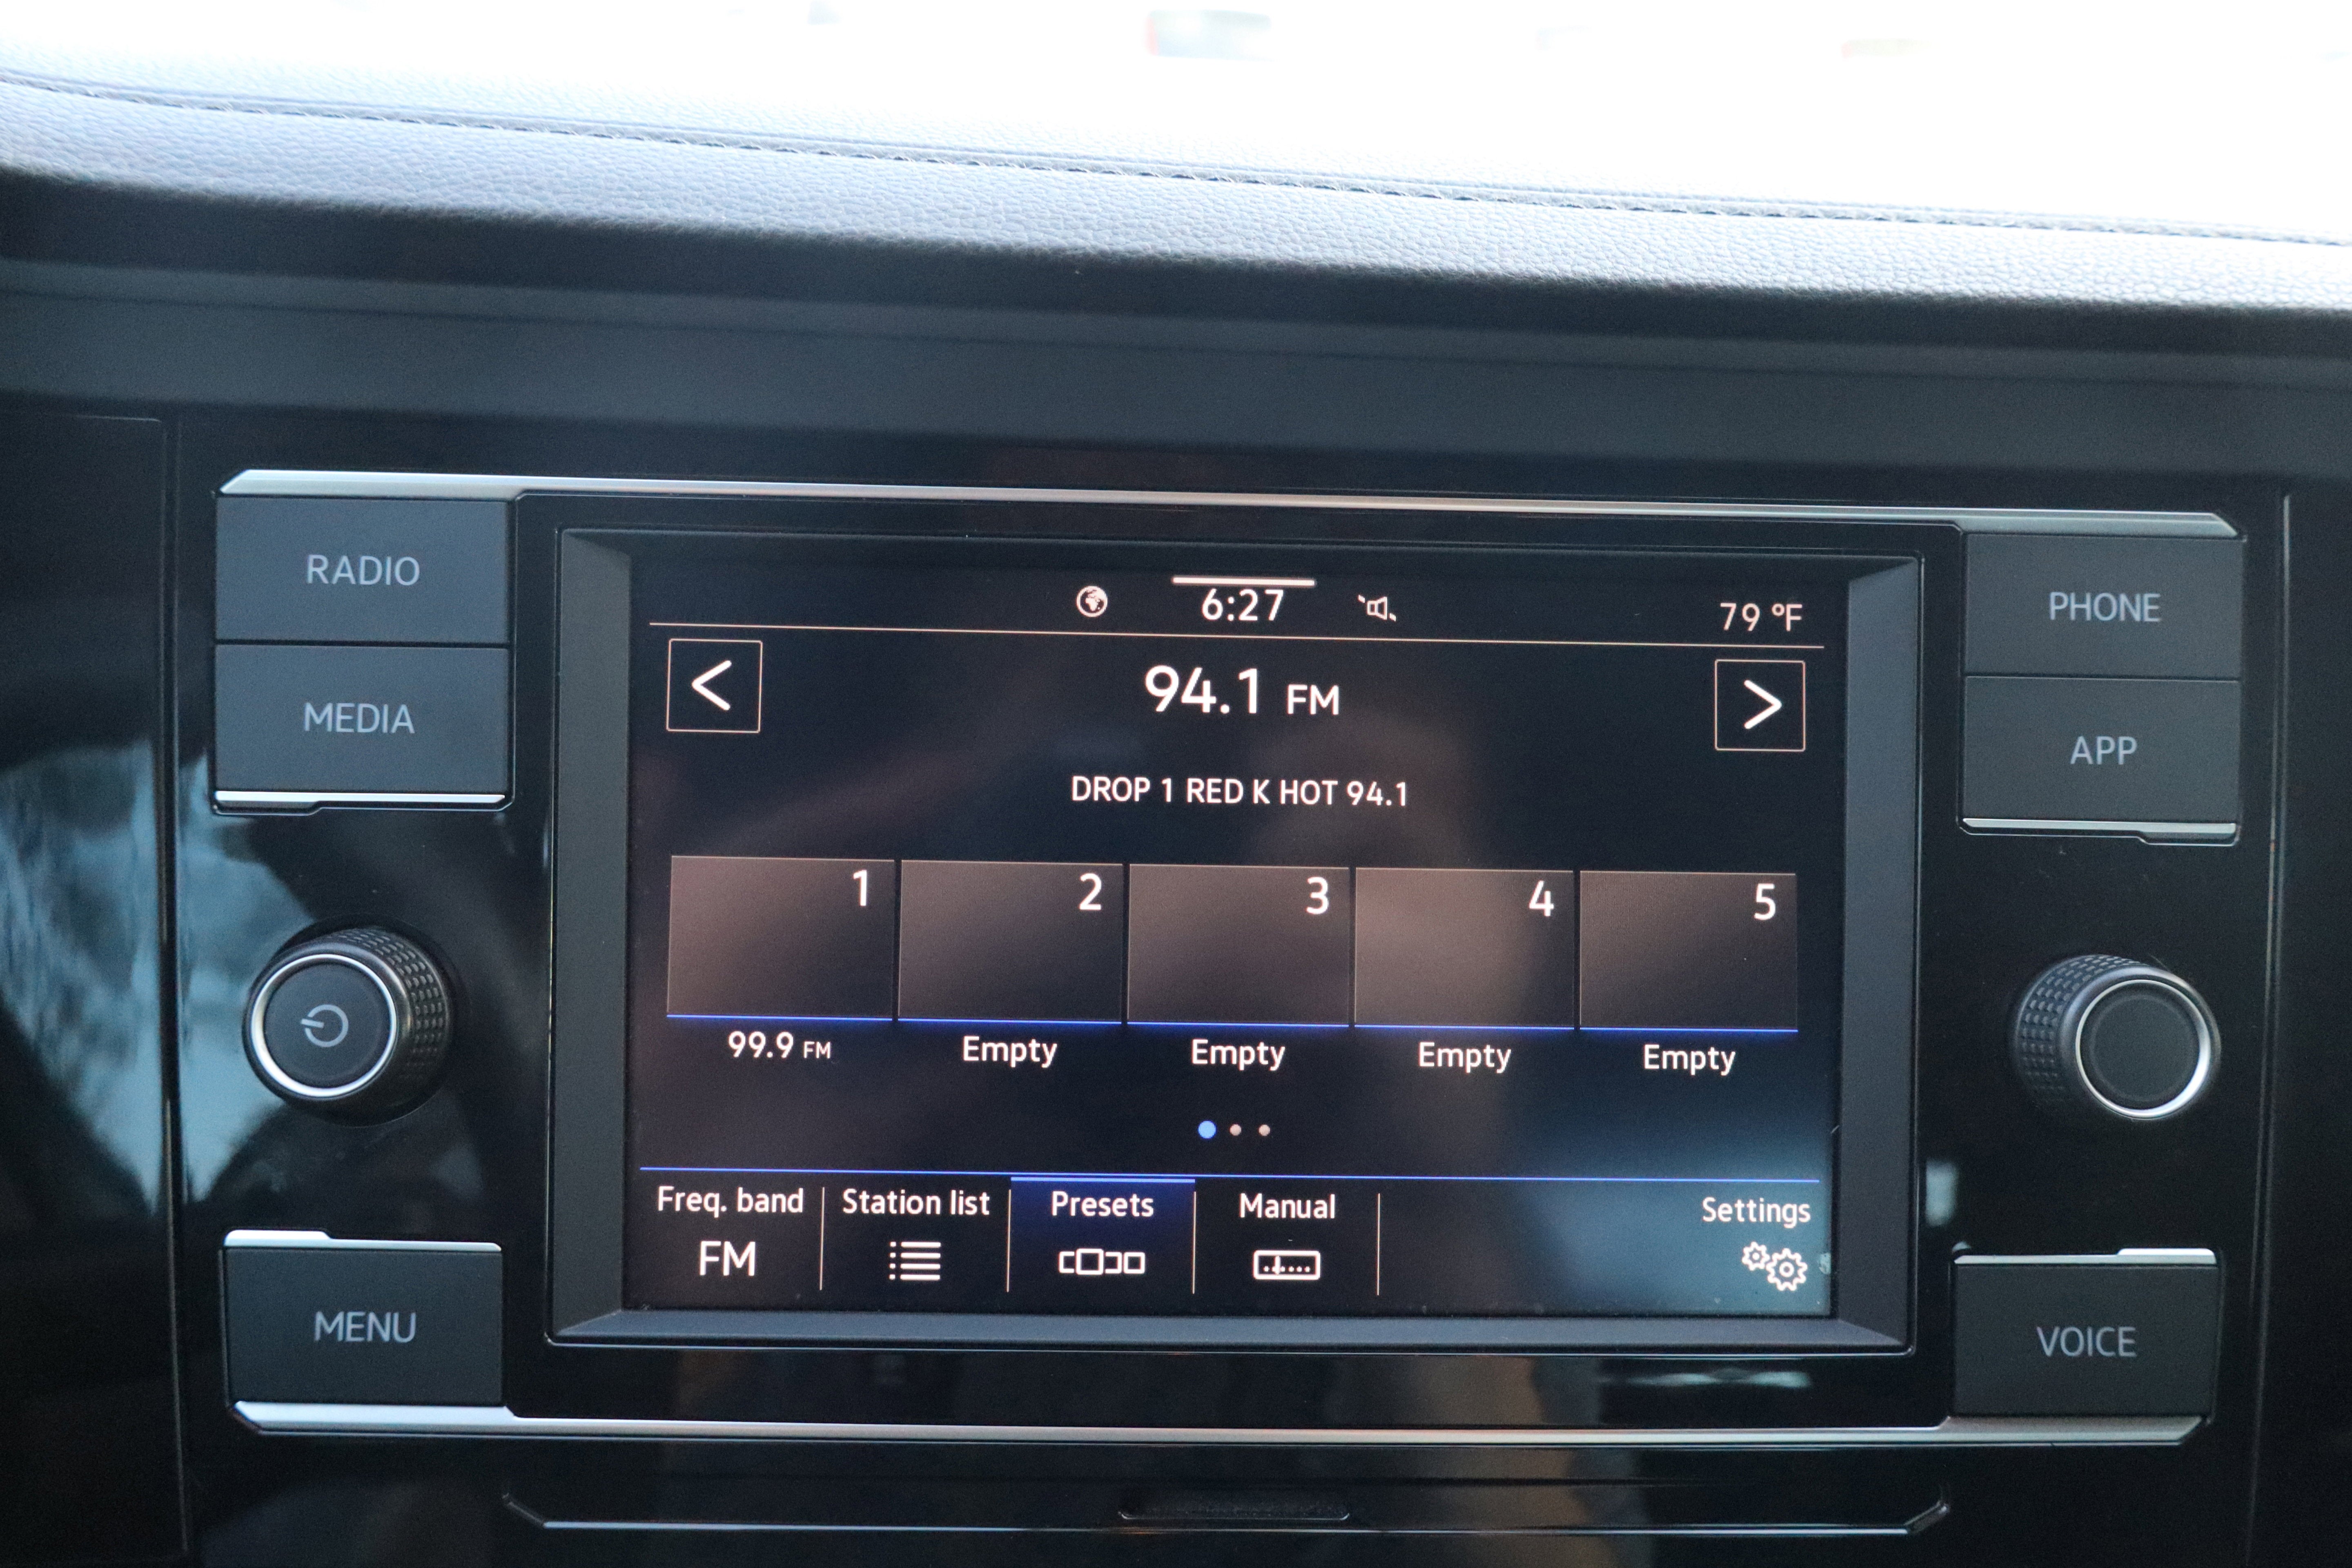 RADIO
MEDIA
MENU
6:27
79 °F
<
94.1 FM
>
DROP 1 RED K HOT 94.1
1
2
3
4
5
99.9 FM
Empty
Empty
Empty
Empty
Freq. band
Station list
Presets
Manual
Settings
FM
PHONE
APP
VOICE